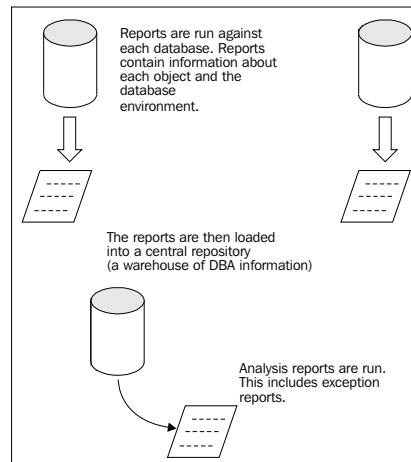 Reports are run against
each database. Reports
contain information about
each object and the
database
environment.
The reports are then loaded
into a central repository
(a warehouse of DBA information)
Analysis reports are run.
This includes exception
reports.